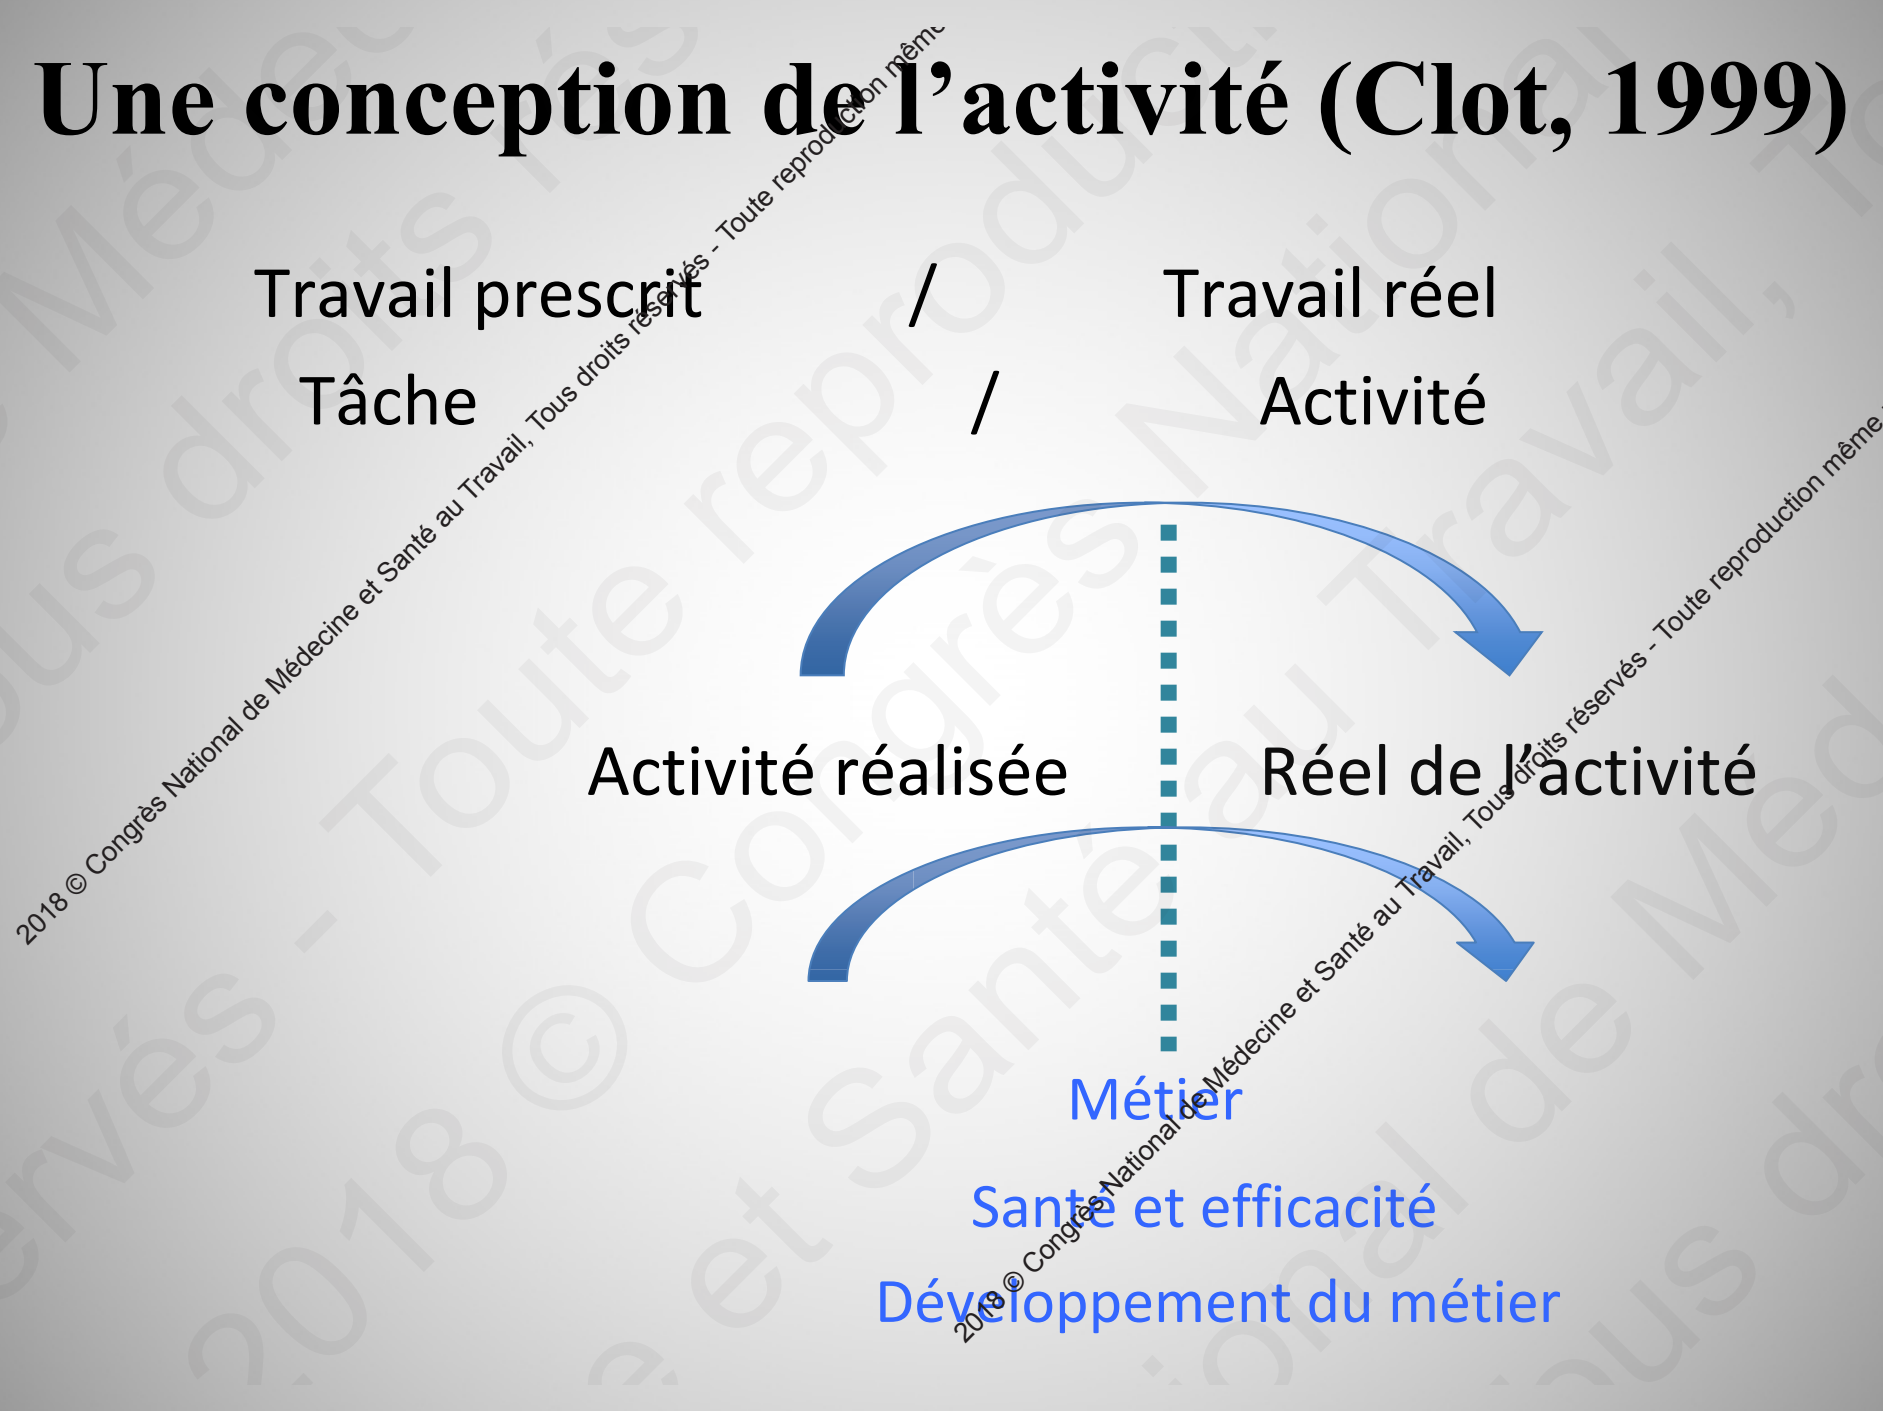 Une conception de l’activité (Clot, 1999)
Travail prescrit / Travail réel
Tâche / Activité
Activité réalisée Réel de l’activité
Métier
Santé et efficacité
Développement du métier
2018 © Congrès National de Médecine et Santé au Travail, Tous droits réservés - Toute reproduction même
2018 © Congrès National de Médecine et Santé au Travail, Tous droits réservés - Toute reproduction même